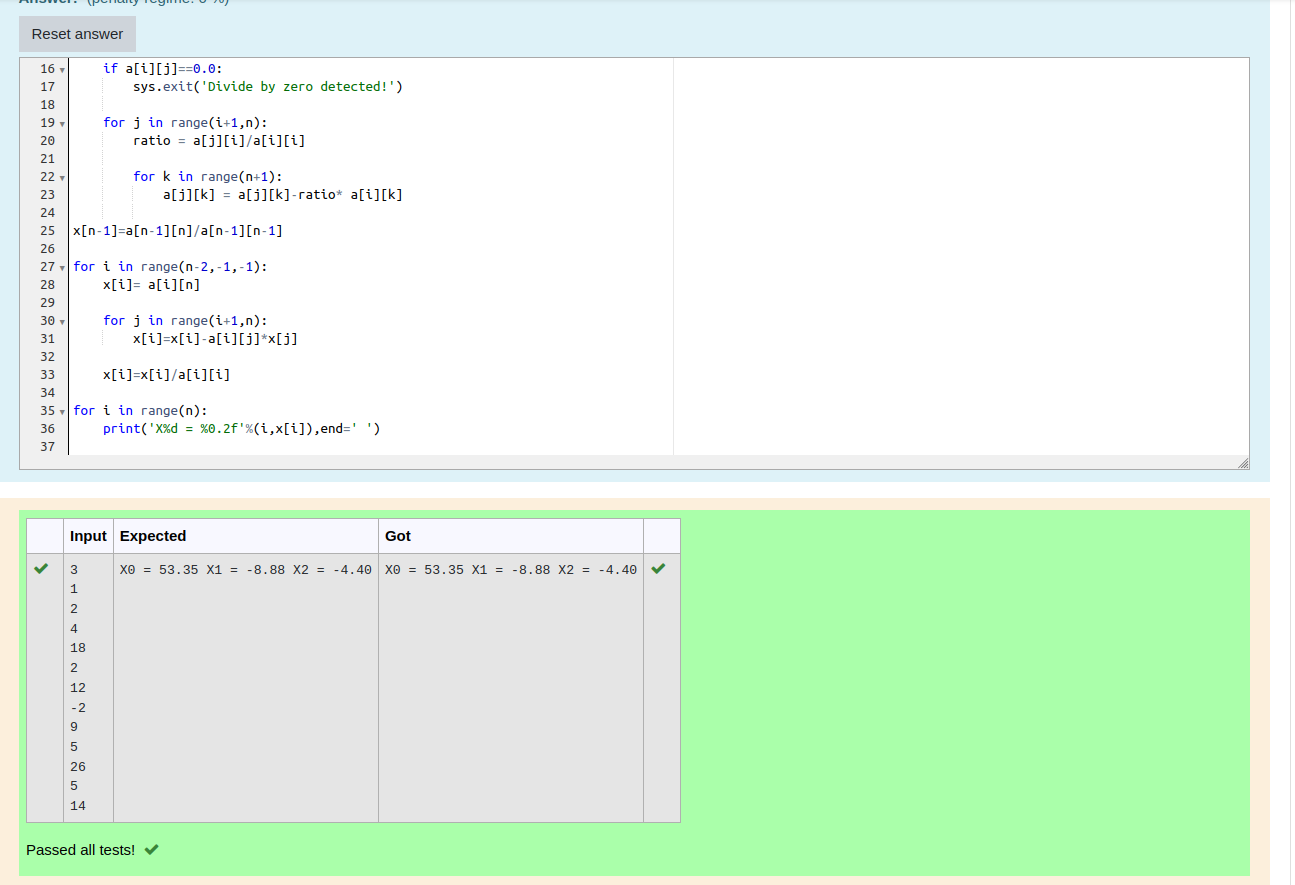 Answer: (penalty regime: 0 %)
Reset answer
16 if a[i][j]==0.0:
17 sys.exit('Divide by zero detected!')
18
19 for j in range(i+1,n):
20 ratio = a[j][i]/a[i][i]
21
22 for k in range(n+1):
23 a[j][k] = a[j][k]-ratio* a[i][k]
24
25 x[n-1]=a[n-1][n]/a[n-1][n-1]
26
27 for i in range(n-2,-1,-1):
28 x[i]= a[i][n]
29
30 for j in range(i+1,n):
31 x[i]=x[i]-a[i][j]*x[j]
32
33 x[i]=x[i]/a[i][i]
34
35 for i in range(n):
36 print('X%d = %0.2f'%(i,x[i]),end=' ')
37
Input Expected Got
3 X0 = 53.35 X1 = -8.88 X2 = -4.40 X0 = 53.35 X1 = -8.88 X2 = -4.40
1
2
4
18
2
12
-2
9
5
26
5
14
Passed all tests!